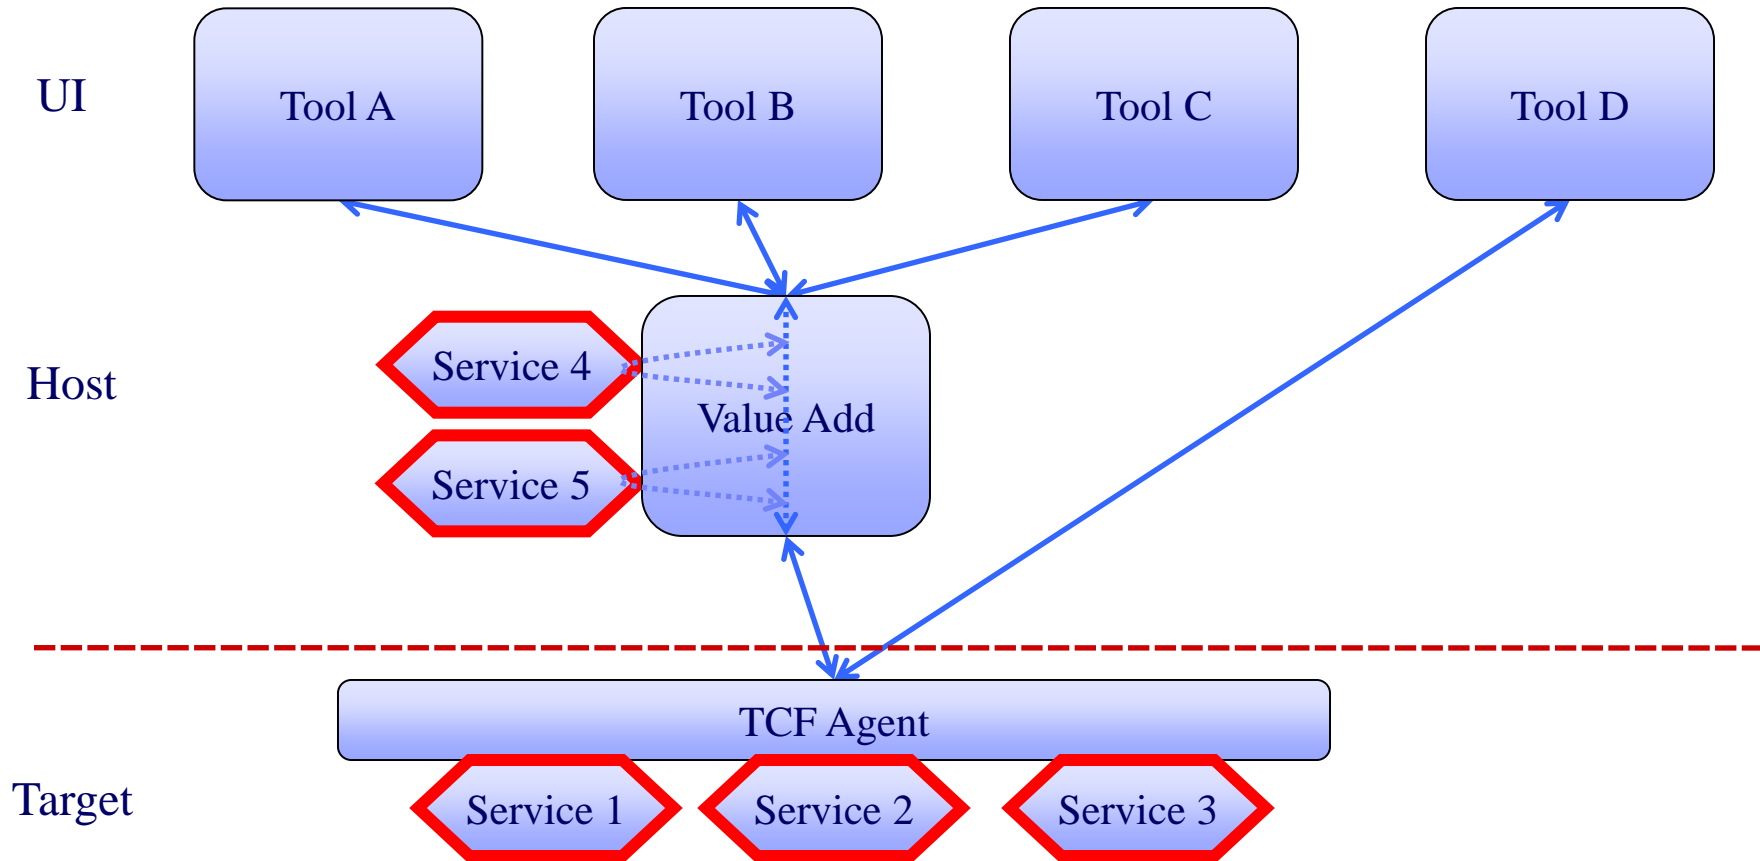 UI
Tool A
Tool B
Tool C
Tool D
Host
Service 4
Value Add
Service 5
TCF Agent
Target
Service 1
Service 2
Service 3